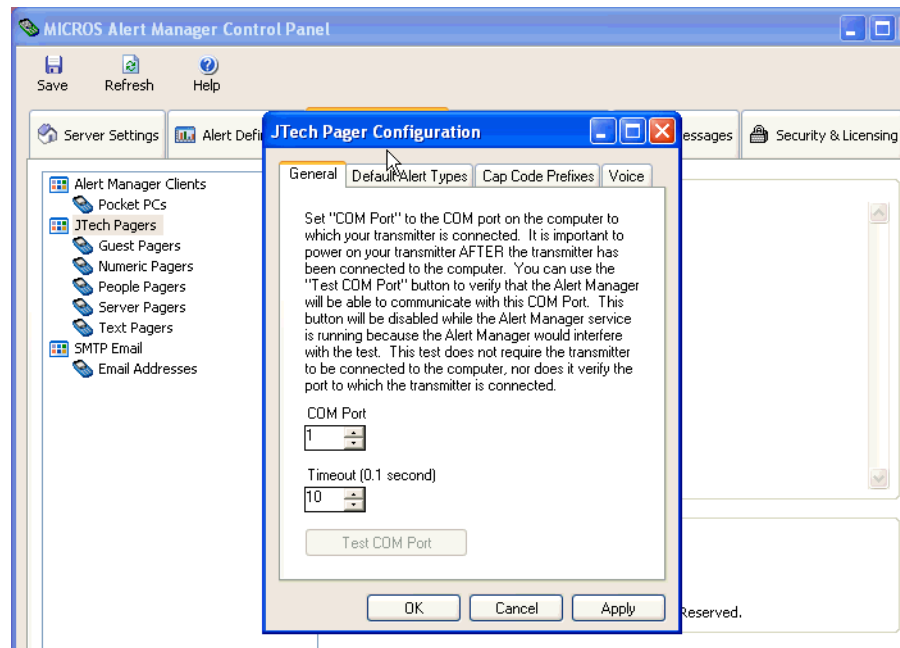 MICROS Alert Manager Control Panel
Save Refresh Help
Server Settings
Alert Defi
essages
Security & Licensing
Alert Manager Clients
Pocket PCs
JTech Pagers
Guest Pagers
Numeric Pagers
People Pagers
Server Pagers
Text Pagers
SMTP Email
Email Addresses
JTech Pager Configuration
General Default Alert Types Cap Code Prefixes Voice
Set "COM Port" to the COM port on the computer to
which your transmitter is connected. It is important to
power on your transmitter AFTER the transmitter has
been connected to the computer. You can use the
"Test COM Port" button to verify that the Alert Manager
will be able to communicate with this COM Port. This
button will be disabled while the Alert Manager service
is running because the Alert Manager would interfere
with the test. This test does not require the transmitter
to be connected to the computer, nor does it verify the
port to which the transmitter is connected.
COM Port
1
Timeout (0.1 second)
10
Test COM Port
OK Cancel Apply
Reserved.